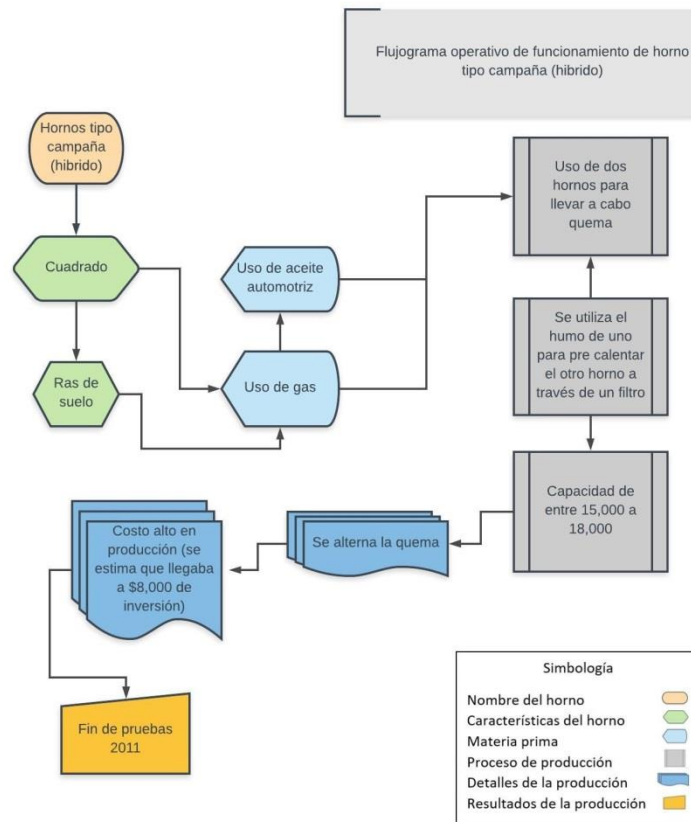 Flujograma operativo de funcionamiento de horno
tipo campaña (hibrido)
Hornos tipo
campaña
(hibrido)
Cuadrado
Ras de
suelo
Uso de aceite
automotriz
Uso de gas
Uso de dos
hornos para
llevar a cabo
quema
Se utiliza el
humo de uno
para pre calentar
el otro horno a
través de un filtro
Capacidad de
entre 15,000 a
18,000
Se alterna la quema
Costo alto en
producción (se
estima que llegaba
a $8,000 de
inversión)
Fin de pruebas
2011
Simbología
Nombre del horno
Características del horno
Materia prima
Proceso de producción
Detalles de la producción
Resultados de la producción